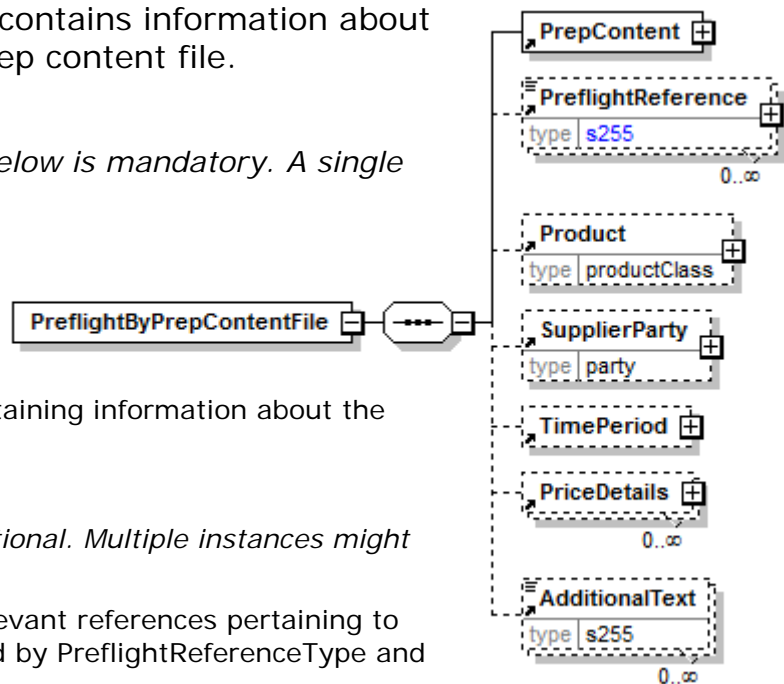 contains information about
ep content file.
elow is mandatory. A single
taining information about the
tional. Multiple instances might
evant references pertaining to
d by PreflightReferenceType and
PreflightByPrepContentFile
PrepContent
PreflightReference
type s255
0..∞
Product
type productClass
SupplierParty
type party
TimePeriod
PriceDetails
0..∞
AdditionalText
type s255
0..∞